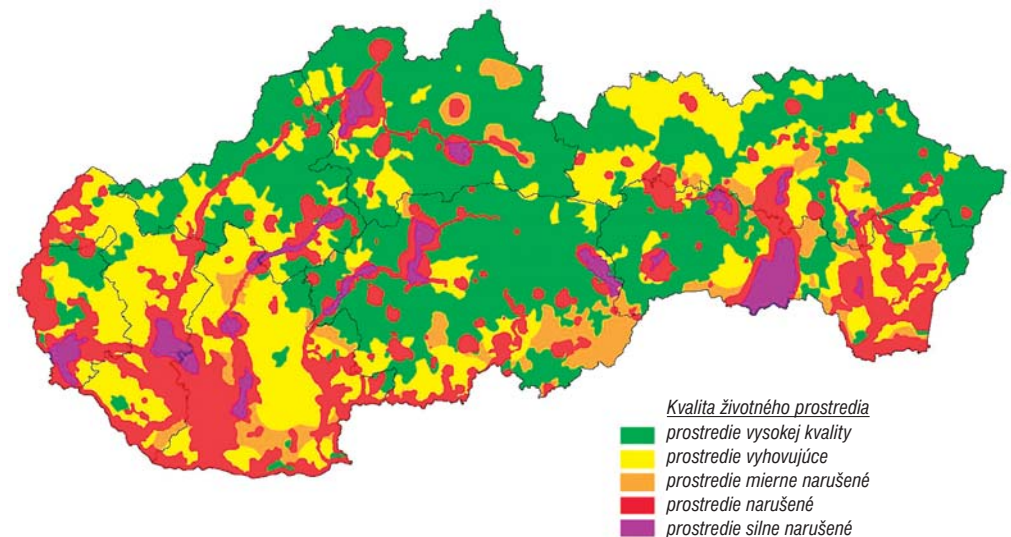 Kvalita životného prostredia
prostredie vysokej kvality
prostredie vyhovujúce
prostredie mierne narušené
prostredie narušené
prostredie silne narušené